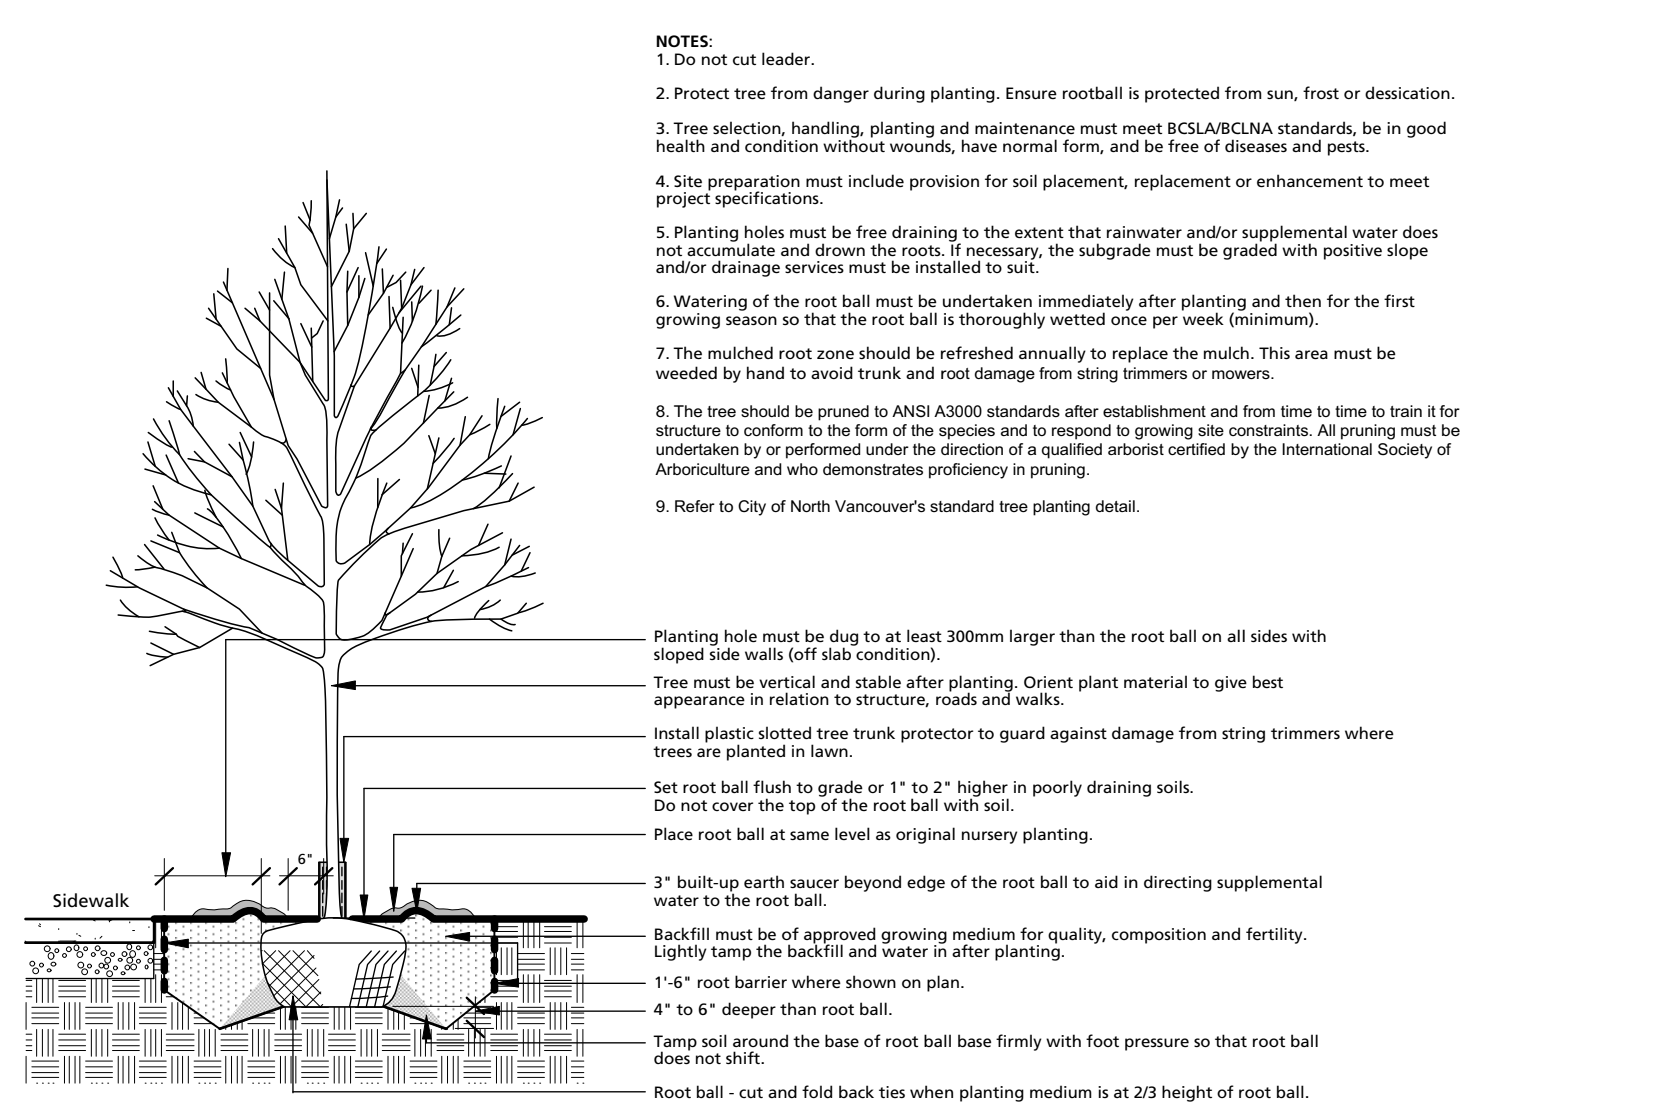 NOTES:
1. Do not cut leader.
2. Protect tree from danger during planting. Ensure rootball is protected from sun, frost or dessication.
3. Tree selection, handling, planting and maintenance must meet BCSLA/BCLNA standards, be in good
health and condition without wounds, have normal form, and be free of diseases and pests.
4. Site preparation must include provision for soil placement, replacement or enhancement to meet
project specifications.
5. Planting holes must be free draining to the extent that rainwater and/or supplemental water does
not accumulate and drown the roots. If necessary, the subgrade must be graded with positive slope
and/or drainage services must be installed to suit.
6. Watering of the root ball must be undertaken immediately after planting and then for the first
growing season so that the root ball is thoroughly wetted once per week (minimum).
7. The mulched root zone should be refreshed annually to replace the mulch. This area must be
weeded by hand to avoid trunk and root damage from string trimmers or mowers.
8. The tree should be pruned to ANSI A3000 standards after establishment and from time to time to train it for
structure to conform to the form of the species and to respond to growing site constraints. All pruning must be
undertaken by or performed under the direction of a qualified arborist certified by the International Society of
Arboriculture and who demonstrates proficiency in pruning.
9. Refer to City of North Vancouver's standard tree planting detail.
Planting hole must be dug to at least 300mm larger than the root ball on all sides with
sloped side walls (off slab condition).
Tree must be vertical and stable after planting. Orient plant material to give best
appearance in relation to structure, roads and walks.
Install plastic slotted tree trunk protector to guard against damage from string trimmers where
trees are planted in lawn.
Set root ball flush to grade or 1" to 2" higher in poorly draining soils.
Do not cover the top of the root ball with soil.
Place root ball at same level as original nursery planting.
6"
Sidewalk
3" built-up earth saucer beyond edge of the root ball to aid in directing supplemental
water to the root ball.
Backfill must be of approved growing medium for quality, composition and fertility.
Lightly tamp the backfill and water in after planting.
1'-6" root barrier where shown on plan.
4" to 6" deeper than root ball.
Tamp soil around the base of root ball base firmly with foot pressure so that root ball
does not shift.
Root ball - cut and fold back ties when planting medium is at 2/3 height of root ball.